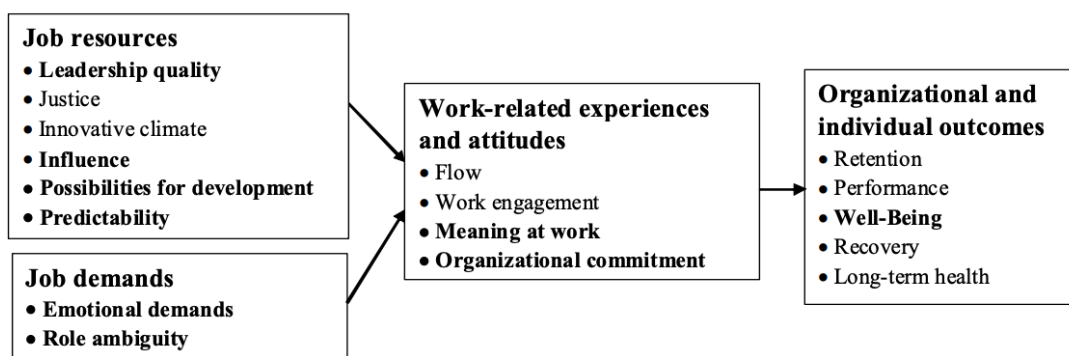 Job resources
• Leadership quality
• Justice
• Innovative climate
• Influence
• Possibilities for development
• Predictability
Job demands
• Emotional demands
• Role ambiguity
Work-related experiences
and attitudes
• Flow
• Work engagement
• Meaning at work
• Organizational commitment
Organizational and
individual outcomes
• Retention
• Performance
• Well-Being
• Recovery
• Long-term health